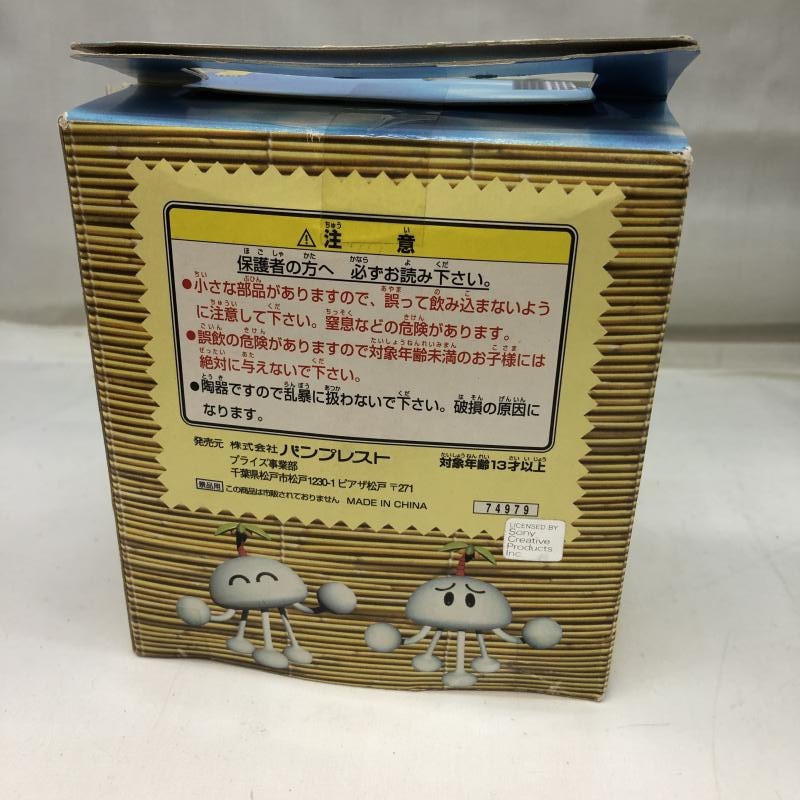 ⚠注意
保護者の方へ 必ずお読み下さい。
●小さな部品がありますので、誤って飲み込まないよう
に注意して下さい。窒息などの危険があります。
●誤飲の危険がありますので対象年齢未満のお子様には
絶対に与えないで下さい。
●陶器ですので乱暴に扱わないで下さい。破損の原因に
なります。
発売元 株式会社 バンプレスト
プライズ事業部
千葉県松戸市松戸1230-1 ピアザ松戸 〒271
対象年齢13才以上
景品用 この商品は市販されておりません MADE IN CHINA
74979
LICENSED BY
Sony
Creative
Products
Inc.